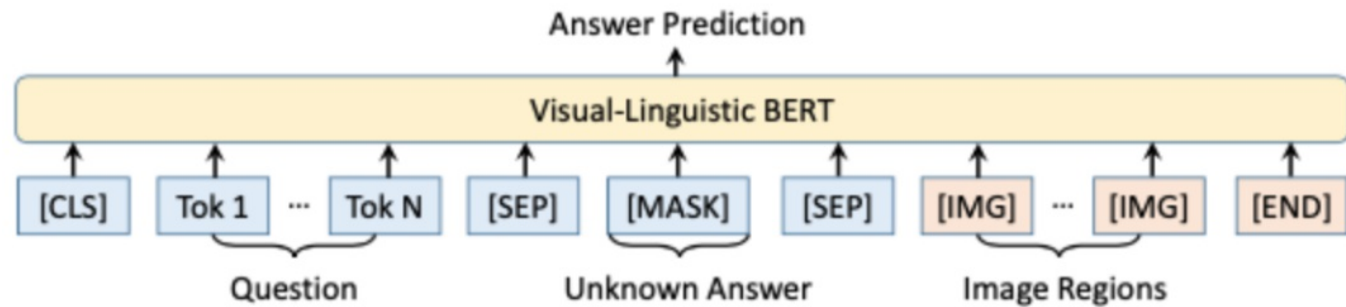 Answer Prediction
Visual-Linguistic BERT
[CLS] Tok 1 ... Tok N [SEP] [MASK] [SEP] [IMG] ... [IMG] [END]
Question Unknown Answer Image Regions